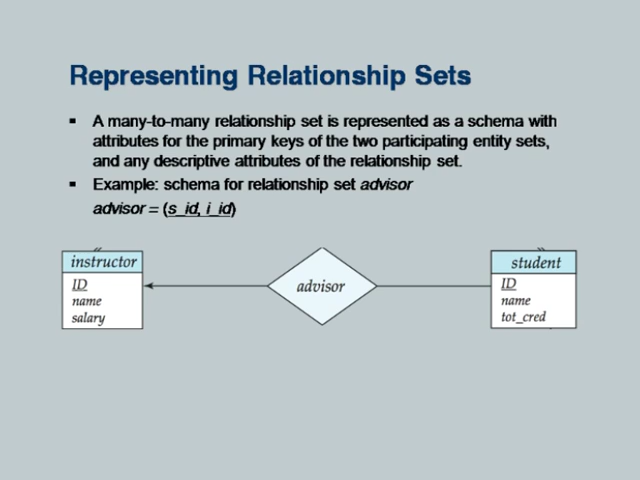 Representing Relationship Sets
▪ A many-to-many relationship set is represented as a schema with
attributes for the primary keys of the two participating entity sets,
and any descriptive attributes of the relationship set.
▪ Example: schema for relationship set advisor
advisor = (s_id, i_id)
instructor
ID
name
salary
advisor
student
ID
name
tot_cred